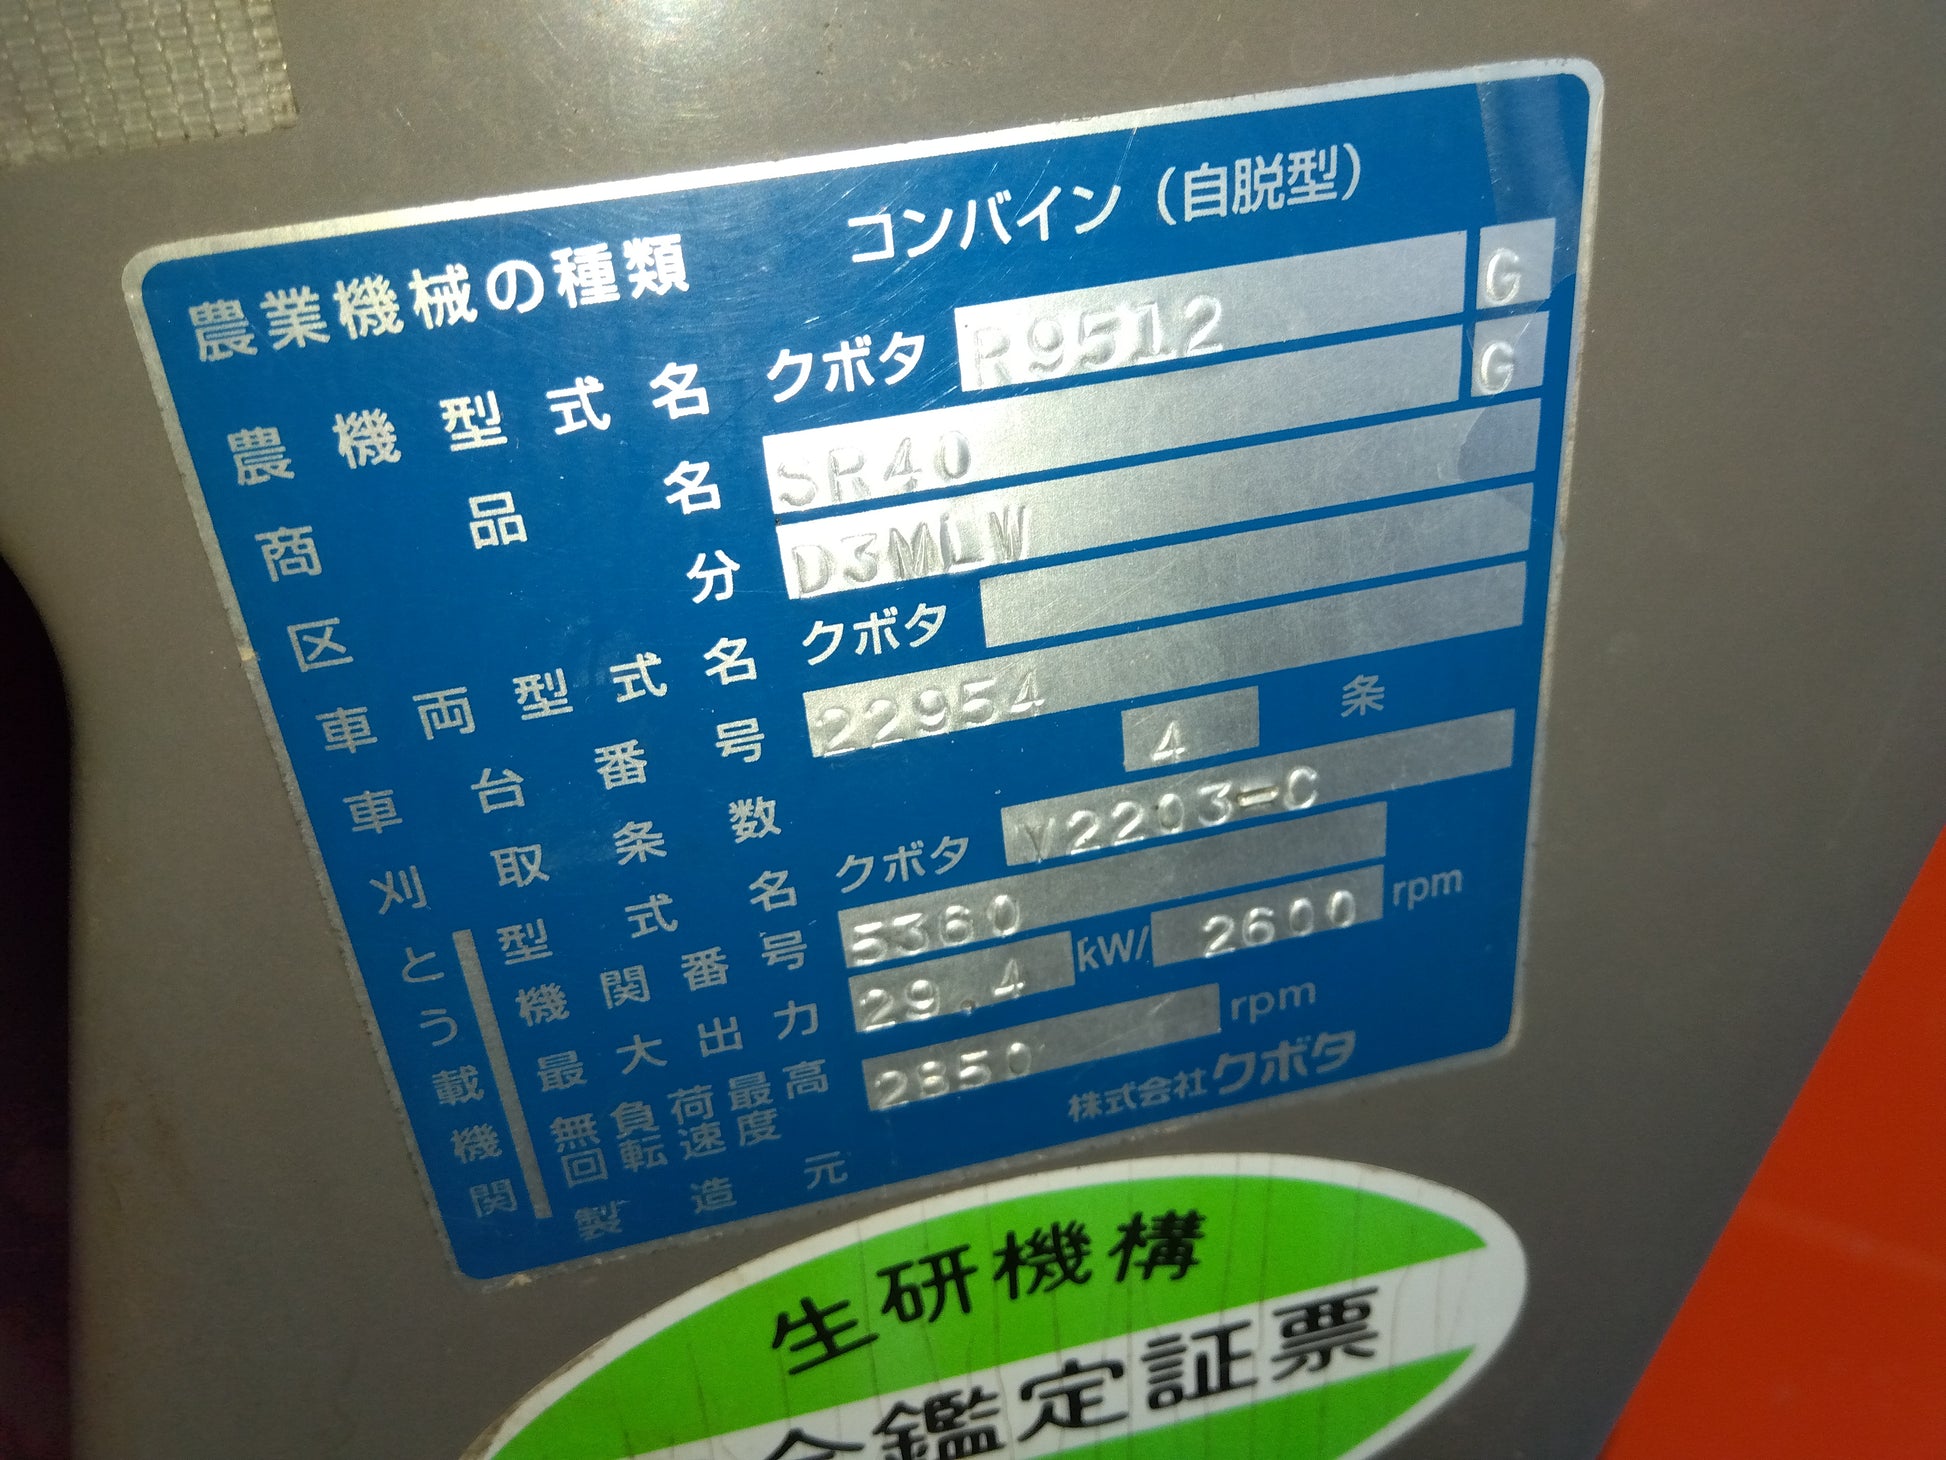 農業機械の種類 コンバイン（自脱型）
農機型式名 クボタ R9512 G
商品名 SR40 G
区分 D3MLW
車両型式名 クボタ
車台番号 22954
刈取条数 4 条
とう載機関
型式名 クボタ V2203-C
機関番号 5360
最大出力 29.4 kW/ 2600 rpm
無負荷最高回転速度 2850 rpm
製造元 株式会社クボタ
生研機構
鑑定証票